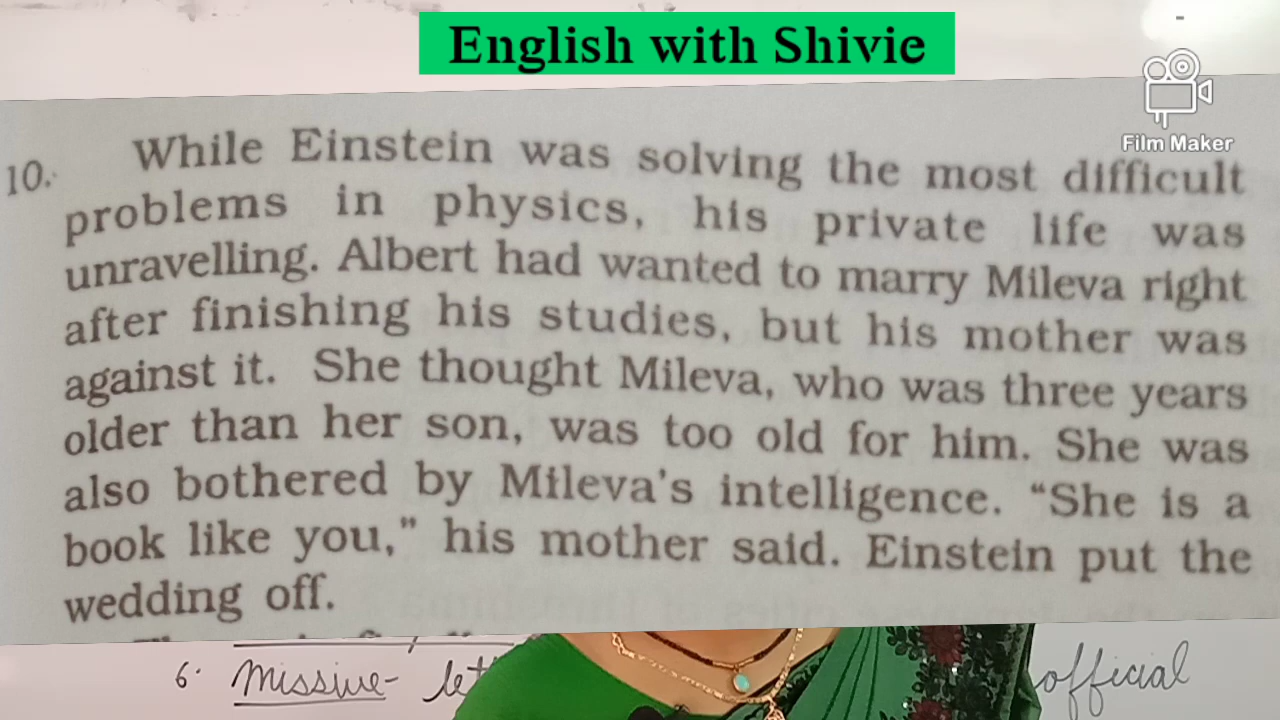 English with Shivie
Film Maker
10. While Einstein was solving the most difficult
problems in physics, his private life was
unravelling. Albert had wanted to marry Mileva right
after finishing his studies, but his mother was
against it. She thought Mileva, who was three years
older than her son, was too old for him. She was
also bothered by Mileva's intelligence. "She is a
book like you," his mother said. Einstein put the
wedding off.
6. Missive- official